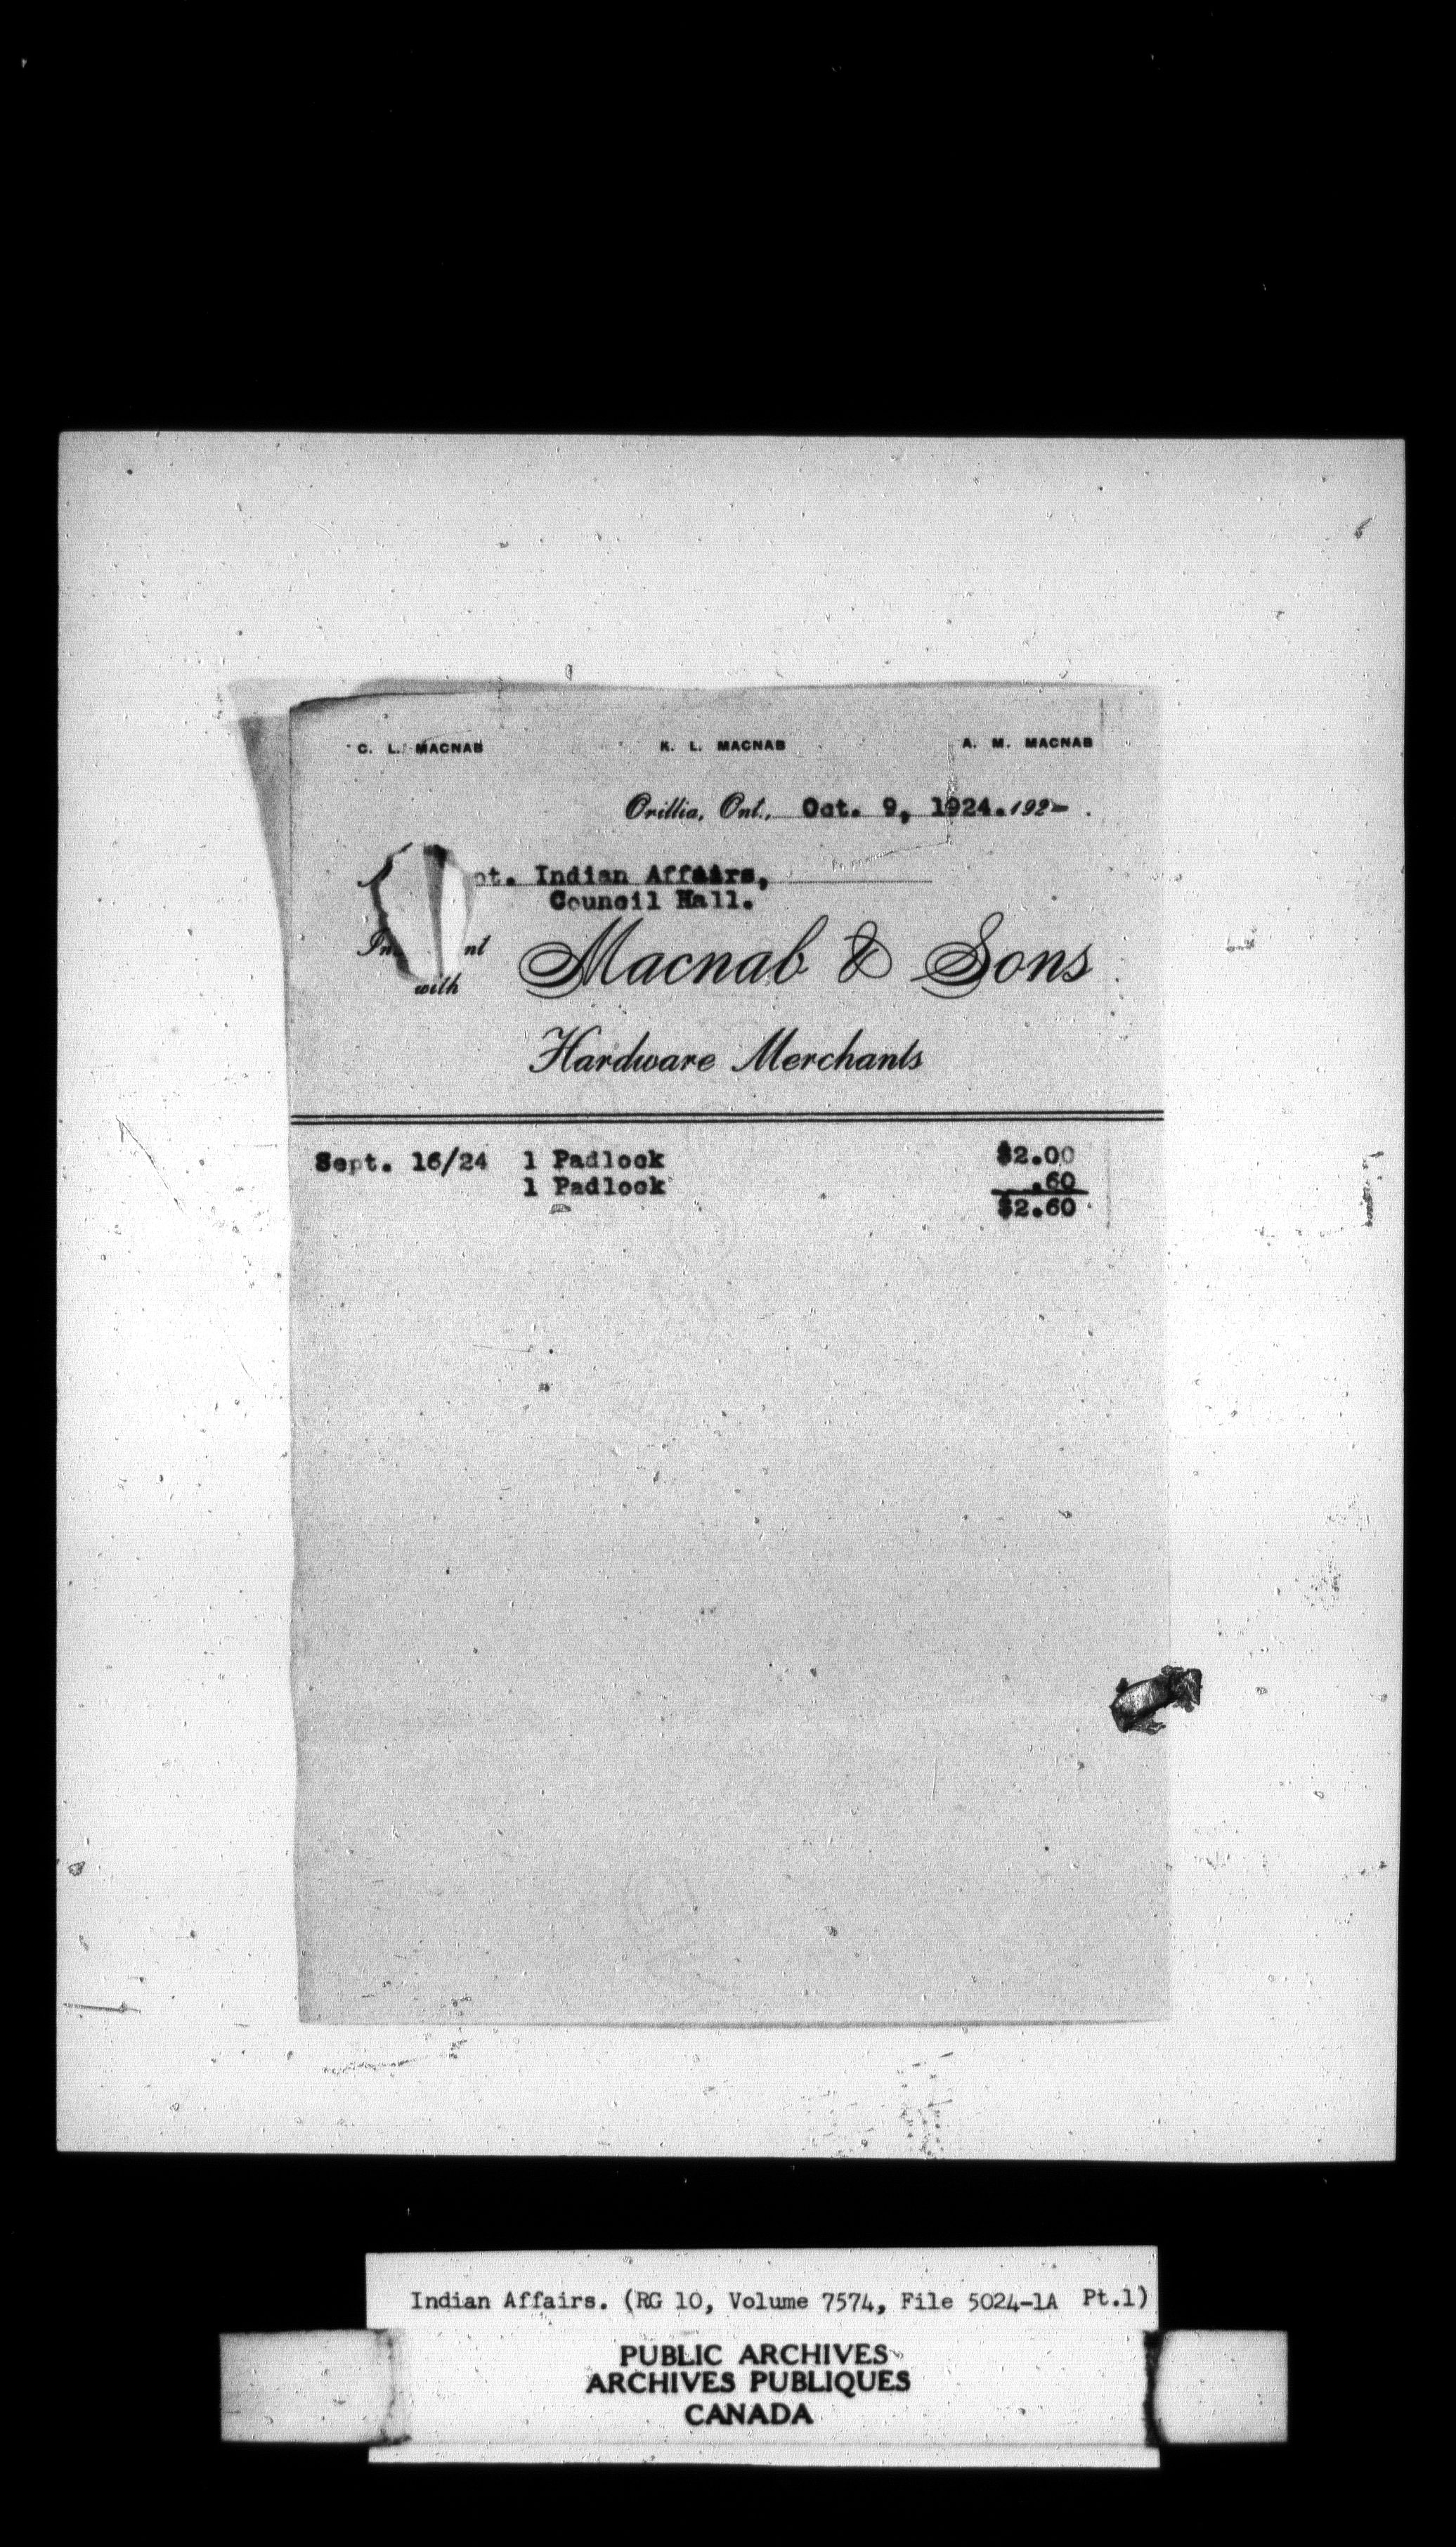 C. L. MACNAB K. L. MACNAB A. M. MACNAB
Orillia, Ont., Oct. 9, 1924. 192-
pt. Indian Affairs,
Council Hall.
In nt Macnab & Sons
with
Hardware Merchants
Sept. 16/24 1 Padlock $2.00
1 Padlock .60
$2.60
Indian Affairs. (RG 10, Volume 7574, File 5024-1A Pt.1)
PUBLIC ARCHIVES
ARCHIVES PUBLIQUES
CANADA